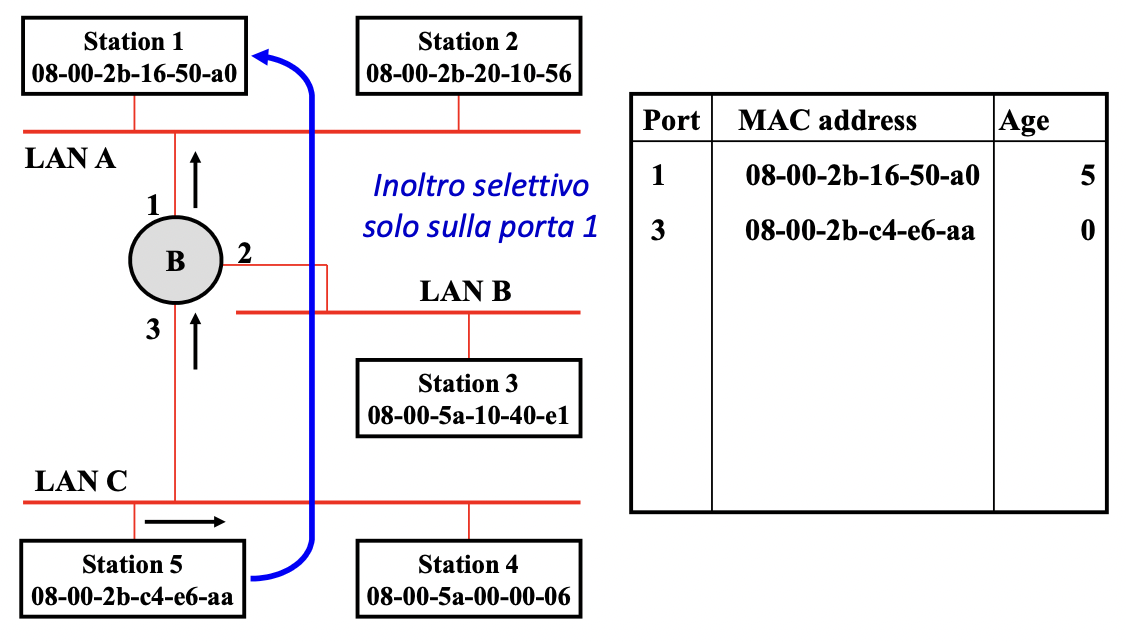 Station 1
08-00-2b-16-50-a0
Station 2
08-00-2b-20-10-56
LAN A
Inoltro selettivo
solo sulla porta 1
1
B
2
LAN B
3
Station 3
08-00-5a-10-40-e1
LAN C
Station 5
08-00-2b-c4-e6-aa
Station 4
08-00-5a-00-00-06
Port MAC address Age
1 08-00-2b-16-50-a0 5
3 08-00-2b-c4-e6-aa 0